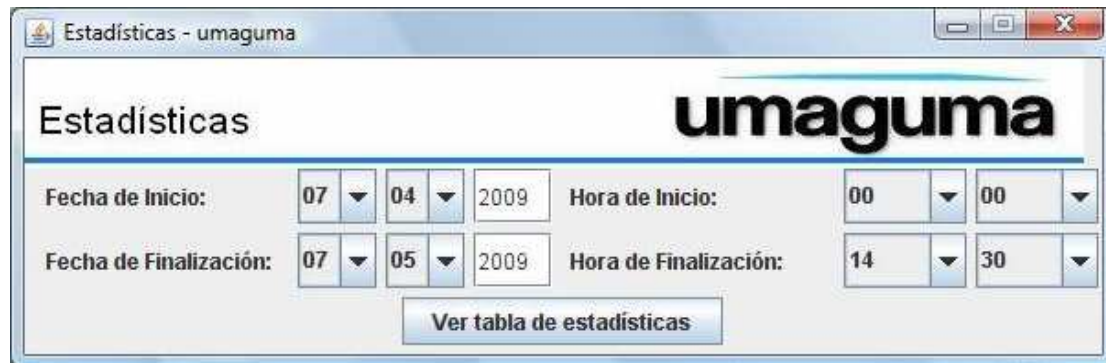 Estadísticas - umaguma
Estadísticas
umaguma
Fecha de Inicio: 07 04 2009 Hora de Inicio: 00 00
Fecha de Finalización: 07 05 2009 Hora de Finalización: 14 30
Ver tabla de estadísticas